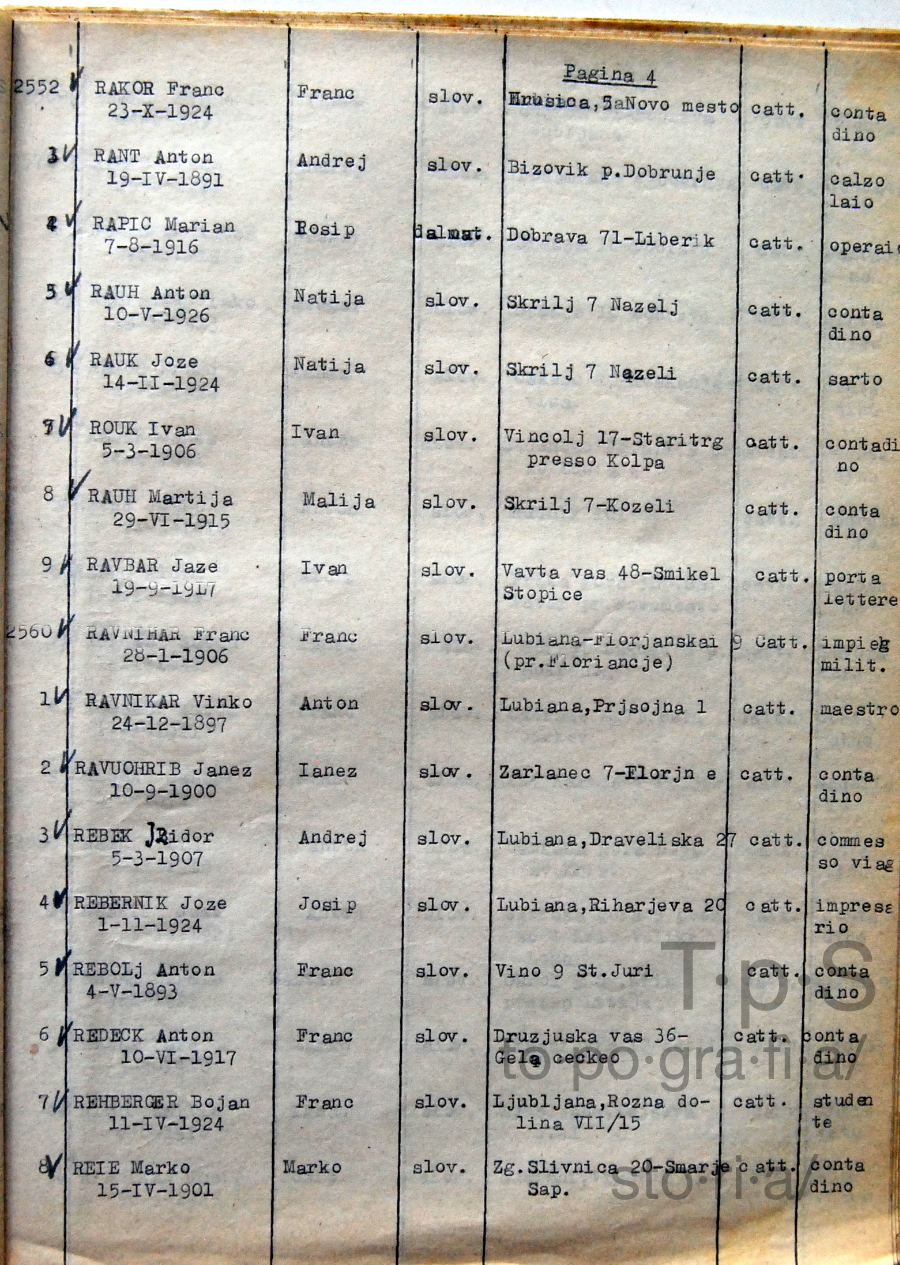 Pagina 4
2552 RAKOR Franc Franc slov. Hrusica,5aNovo mesto catt. conta
23-X-1924 dino
3 RANT Anton Andrej slov. Bizovik p.Dobrunje catt. calzo
19-IV-1891 laio
4 RAPIC Marian Rosip dalmat. Dobrava 71-Liberik catt. operaio
7-8-1916
5 RAUH Anton Natija slov. Skrilj 7 Nazelj catt. conta
10-V-1926 dino
6 RAUK Joze Natija slov. Skrilj 7 Nazeli catt. sarto
14-II-1924
7 ROUK Ivan Ivan slov. Vincolj 17-Staritrg catt. contadi
5-3-1906 presso Kolpa no
8 RAUH Martija Malija slov. Skrilj 7-Kozeli catt. conta
29-VI-1915 dino
9 RAVBAR Jaze Ivan slov. Vavta vas 48-Smikel catt. porta
19-9-1917 Stopice lettere
2560 RAVNIHAR Franc Franc slov. Lubiana-Florjanskai 9 Catt. impieg
28-1-1906 (pr.Floriancje) milit.
1 RAVNIKAR Vinko Anton slov. Lubiana,Prjsojna 1 catt. maestro
24-12-1897
2 RAVUOHRIB Janez Ianez slov. Zarlanec 7-Florjn e catt. conta
10-9-1900 dino
3 REBEK Izidor Andrej slov. Lubiana,Draveliska 27 catt. commes
5-3-1907 so viag
4 REBERNIK Joze Josip slov. Lubiana,Riharjeva 20 catt. impresa
1-11-1924 rio
5 REBOLj Anton Franc slov. Vino 9 St.Juri catt. conta
4-V-1893 dino
6 REDECK Anton Franc slov. Druzjuska vas 36- catt. conta
10-VI-1917 Gela ceckeo dino
7 REHBERGER Bojan Franc slov. Ljubljana,Rozna do- catt. studen
11-IV-1924 lina VII/15 te
8 REIE Marko Marko slov. Zg.Slivnica 20-Smarje catt. conta
15-IV-1901 Sap. dino
T·p·S
to·po·gra·fi·a/
sto·ri·a/